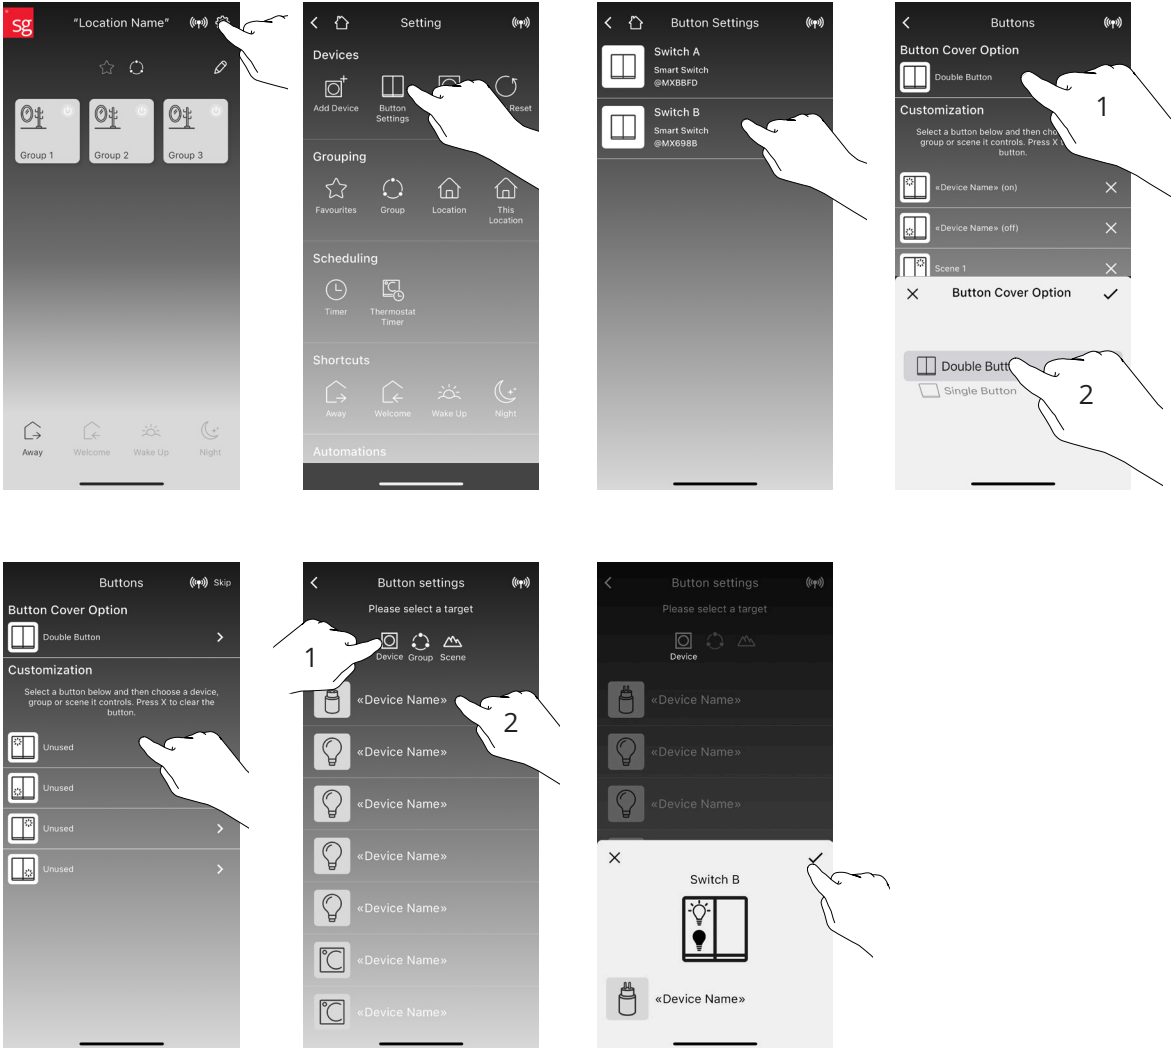 sg
“Location Name”
Group 1
Group 2
Group 3
Away
Welcome
Wake Up
Night
Setting
Devices
Add Device
Button
Settings
Reset
Grouping
Favourites
Group
Location
This
Location
Scheduling
Timer
Thermostat
Timer
Shortcuts
Away
Welcome
Wake Up
Night
Automations
Button Settings
Switch A
Smart Switch
@MXBBFD
Switch B
Smart Switch
@MX698B
Buttons
Button Cover Option
Double Button
1
Customization
Select a button below and then cho
group or scene it controls. Press X t
button.
«Device Name» (on)
«Device Name» (off)
Scene 1
Button Cover Option
Double Butt
Single Button
2
Buttons
Skip
Button Cover Option
Double Button
Customization
Select a button below and then choose a device,
group or scene it controls. Press X to clear the
button.
Unused
Unused
Unused
Unused
Button settings
Please select a target
1
Device Group Scene
«Device Name»
2
«Device Name»
«Device Name»
«Device Name»
«Device Name»
«Device Name»
«Device Name»
Button settings
Please select a target
Device
«Device Name»
«Device Name»
«Device Name»
Switch B
«Device Name»